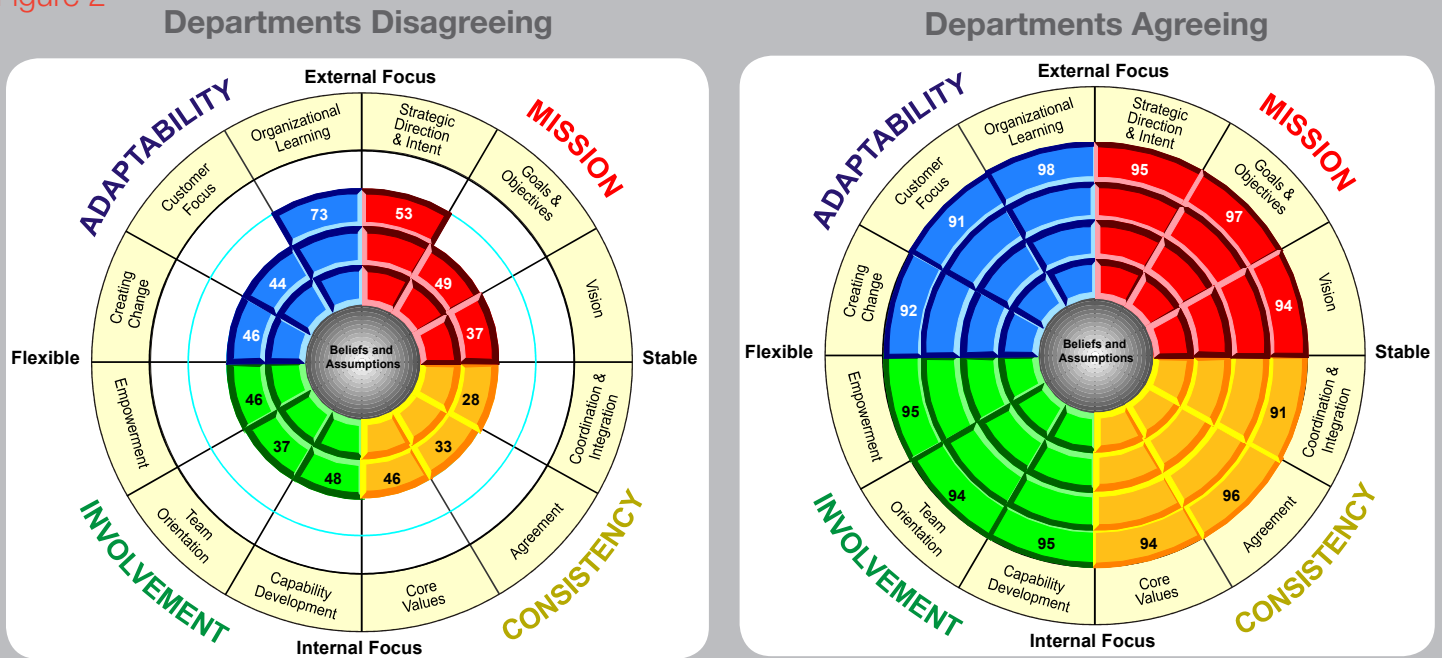 Figure 2
Departments Disagreeing
External Focus
ADAPTABILITY
MISSION
Organizational
Learning
Strategic
Direction
& Intent
Customer
Focus
Goals &
Objectives
Creating
Change
Vision
73
53
44
49
46
37
Flexible
Beliefs and
Assumptions
Stable
46
28
37
33
48
46
Empowerment
Coordination &
Integration
Team
Orientation
Agreement
Capability
Development
Core
Values
INVOLVEMENT
CONSISTENCY
Internal Focus
Departments Agreeing
External Focus
ADAPTABILITY
MISSION
Organizational
Learning
Strategic
Direction
& Intent
Customer
Focus
Goals &
Objectives
Creating
Change
Vision
98
95
91
97
92
94
Flexible
Beliefs and
Assumptions
Stable
95
91
94
96
95
94
Empowerment
Coordination &
Integration
Team
Orientation
Agreement
Capability
Development
Core
Values
INVOLVEMENT
CONSISTENCY
Internal Focus